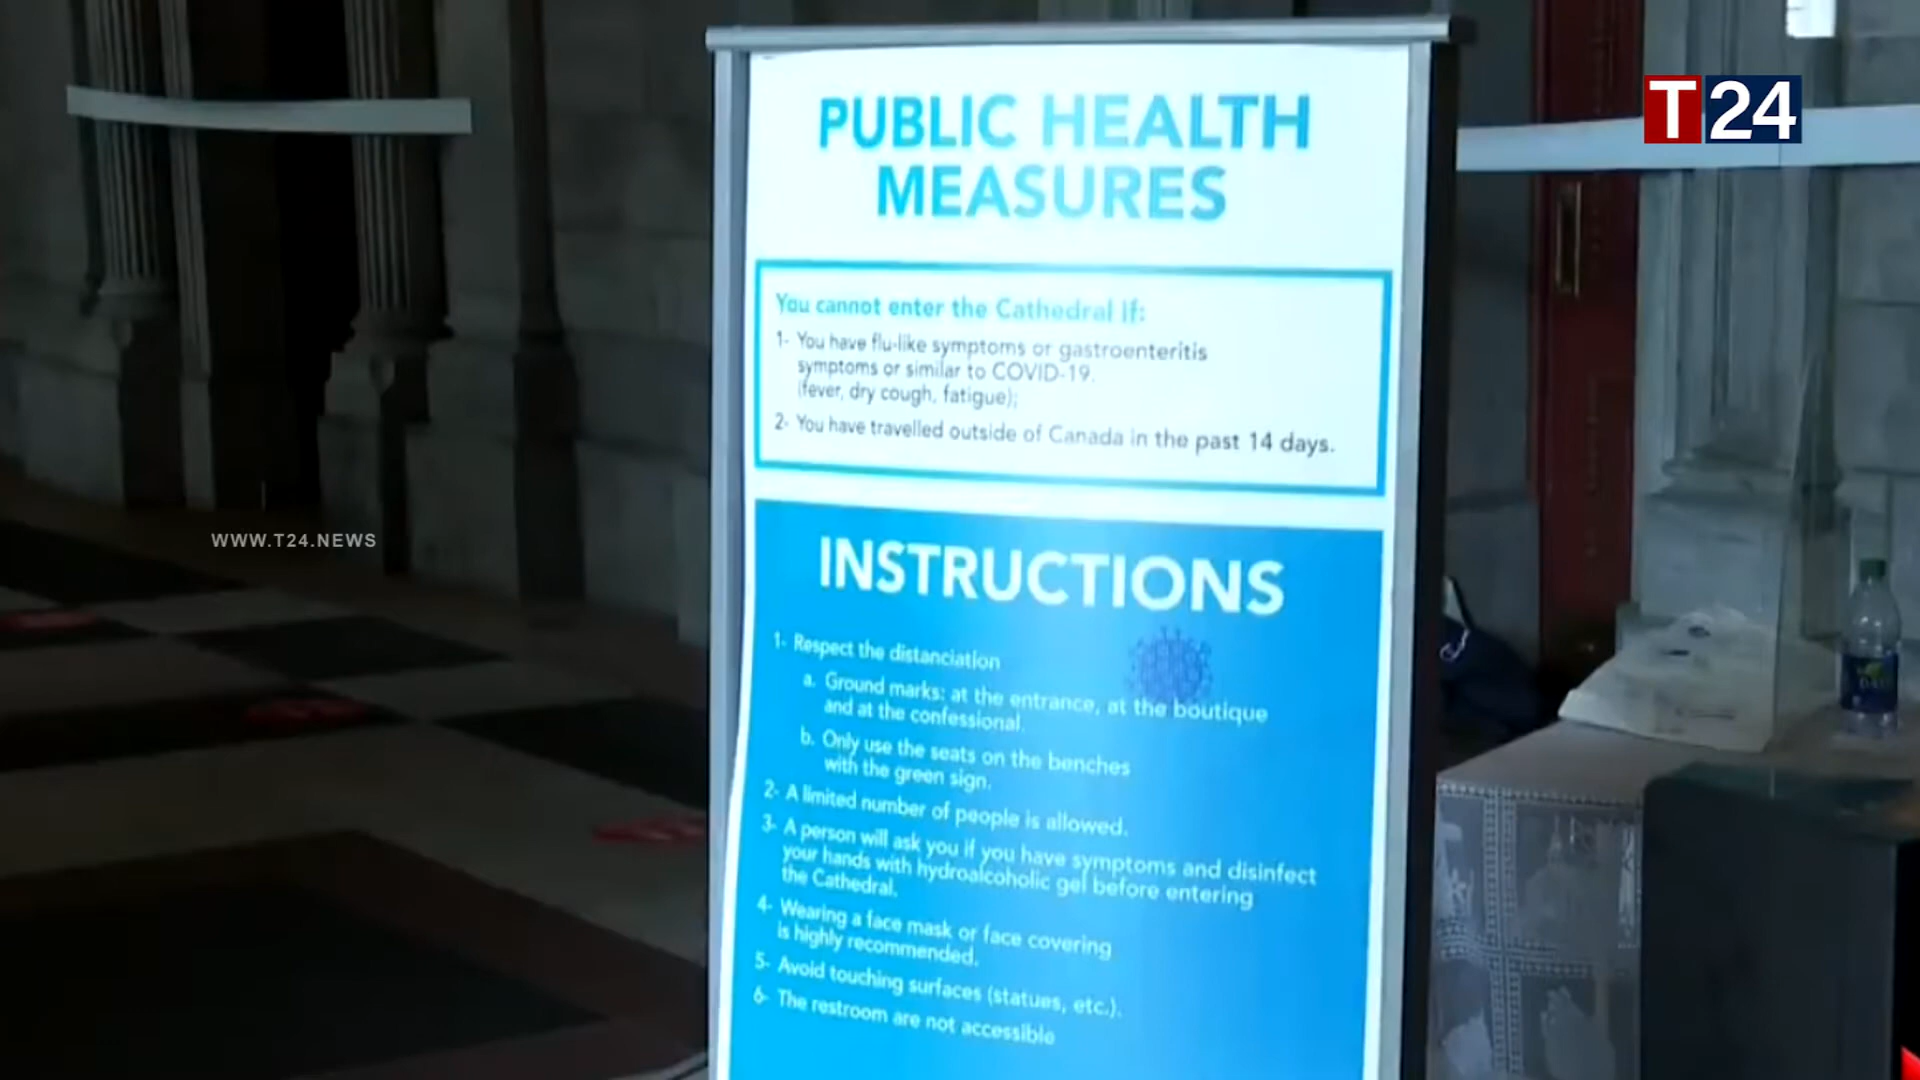 PUBLIC HEALTH
MEASURES
T24
You cannot enter the Cathedral If:
1- You have flu-like symptoms or gastroenteritis
symptoms or similar to COVID-19.
(fever, dry cough, fatigue);
2- You have travelled outside of Canada in the past 14 days.
WWW.T24.NEWS
INSTRUCTIONS
1- Respect the distanciation
a. Ground marks: at the entrance, at the boutique
and at the confessional.
b. Only use the seats on the benches
with the green sign.
2- A limited number of people is allowed.
3- A person will ask you if you have symptoms and disinfect
your hands with hydroalcoholic gel before entering
the Cathedral.
4- Wearing a face mask or face covering
is highly recommended.
5- Avoid touching surfaces (statues, etc.).
6- The restroom are not accessible